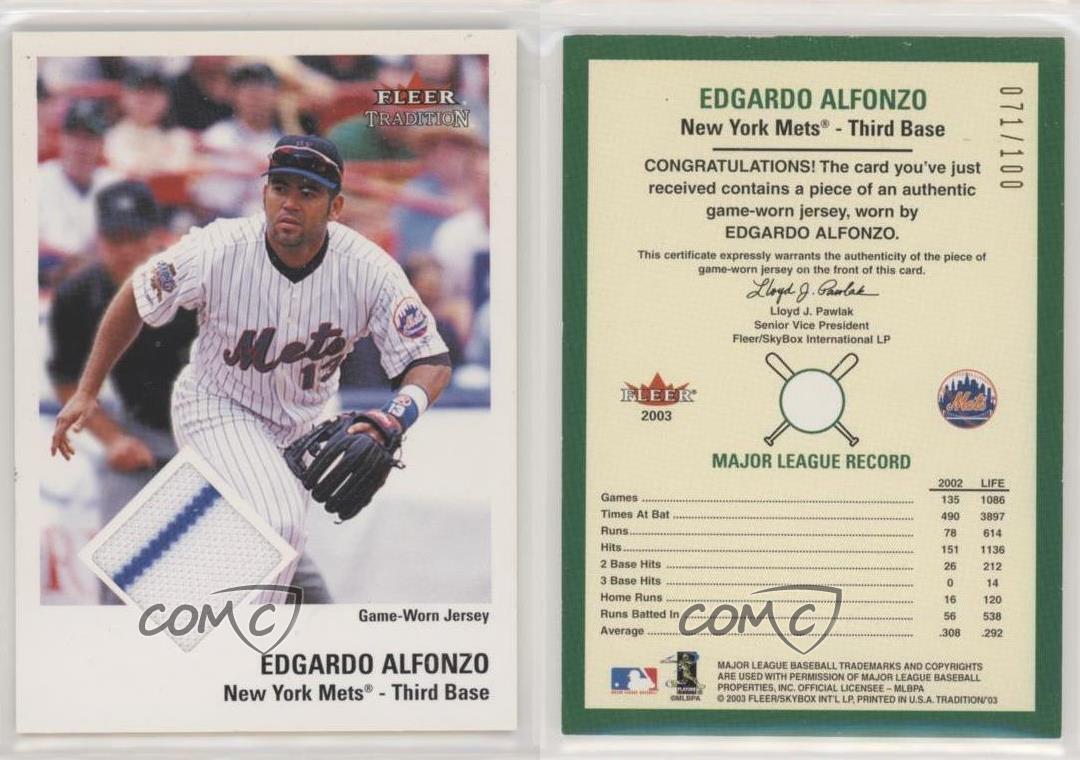 FLEER
TRADITION
Mets
13
Game-Worn Jersey
COMC
EDGARDO ALFONZO
New York Mets® - Third Base
071/100
EDGARDO ALFONZO
New York Mets® - Third Base
CONGRATULATIONS! The card you've just
received contains a piece of an authentic
game-worn jersey, worn by
EDGARDO ALFONZO.
This certificate expressly warrants the authenticity of the piece of
game-worn jersey on the front of this card.
Lloyd J. Pawlak
Lloyd J. Pawlak
Senior Vice President
Fleer/SkyBox International LP
FLEER®
2003
Mets
MAJOR LEAGUE RECORD
2002 LIFE
Games 135 1086
Times At Bat 490 3897
Runs 78 614
Hits 151 1136
2 Base Hits 26 212
3 Base Hits 0 14
Home Runs 16 120
Runs Batted In 56 538
Average .308 .292
COMC
MAJOR LEAGUE BASEBALL
©MLBPA
MAJOR LEAGUE BASEBALL TRADEMARKS AND COPYRIGHTS
ARE USED WITH PERMISSION OF MAJOR LEAGUE BASEBALL
PROPERTIES, INC. OFFICIAL LICENSEE – MLBPA
© 2003 FLEER/SKYBOX INT'L LP, PRINTED IN U.S.A. TRADITION/'03